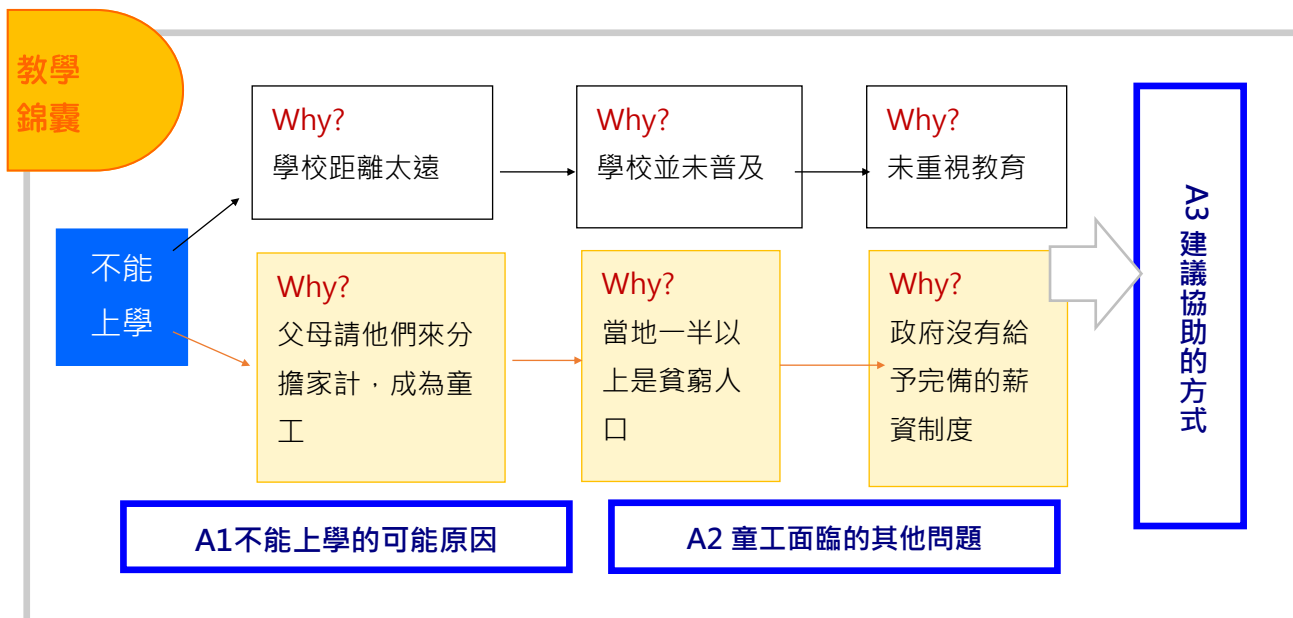 教學
錦囊
Why?
學校距離太遠
Why?
學校並未普及
Why?
未重視教育
不能
上學
Why?
父母請他們來分
擔家計，成為童
工
Why?
當地一半以
上是貧窮人
口
Why?
政府沒有給
予完備的薪
資制度
A3 建議協助的方式
A1不能上學的可能原因
A2 童工面臨的其他問題